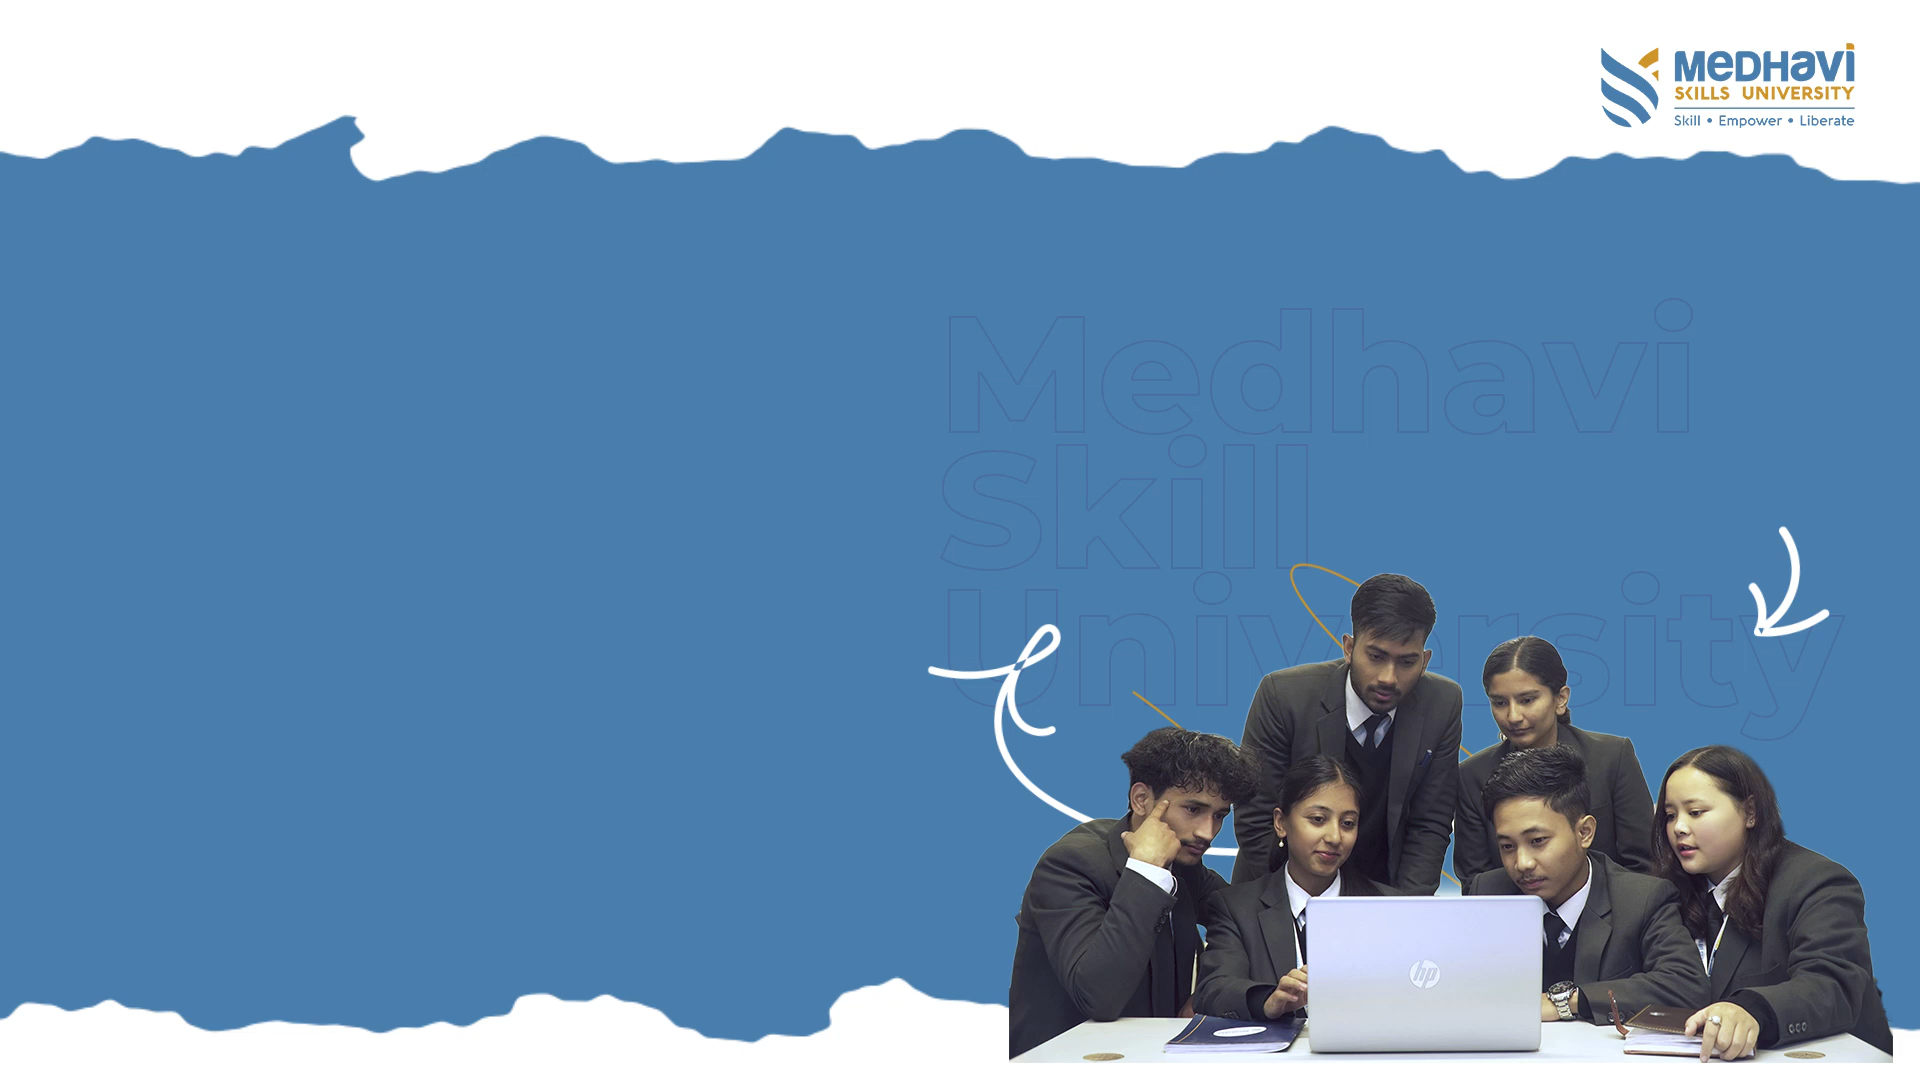 MeDHavi
SKILLS UNIVERSITY
Skill • Empower • Liberate
Medhavi
Skill
University
hp